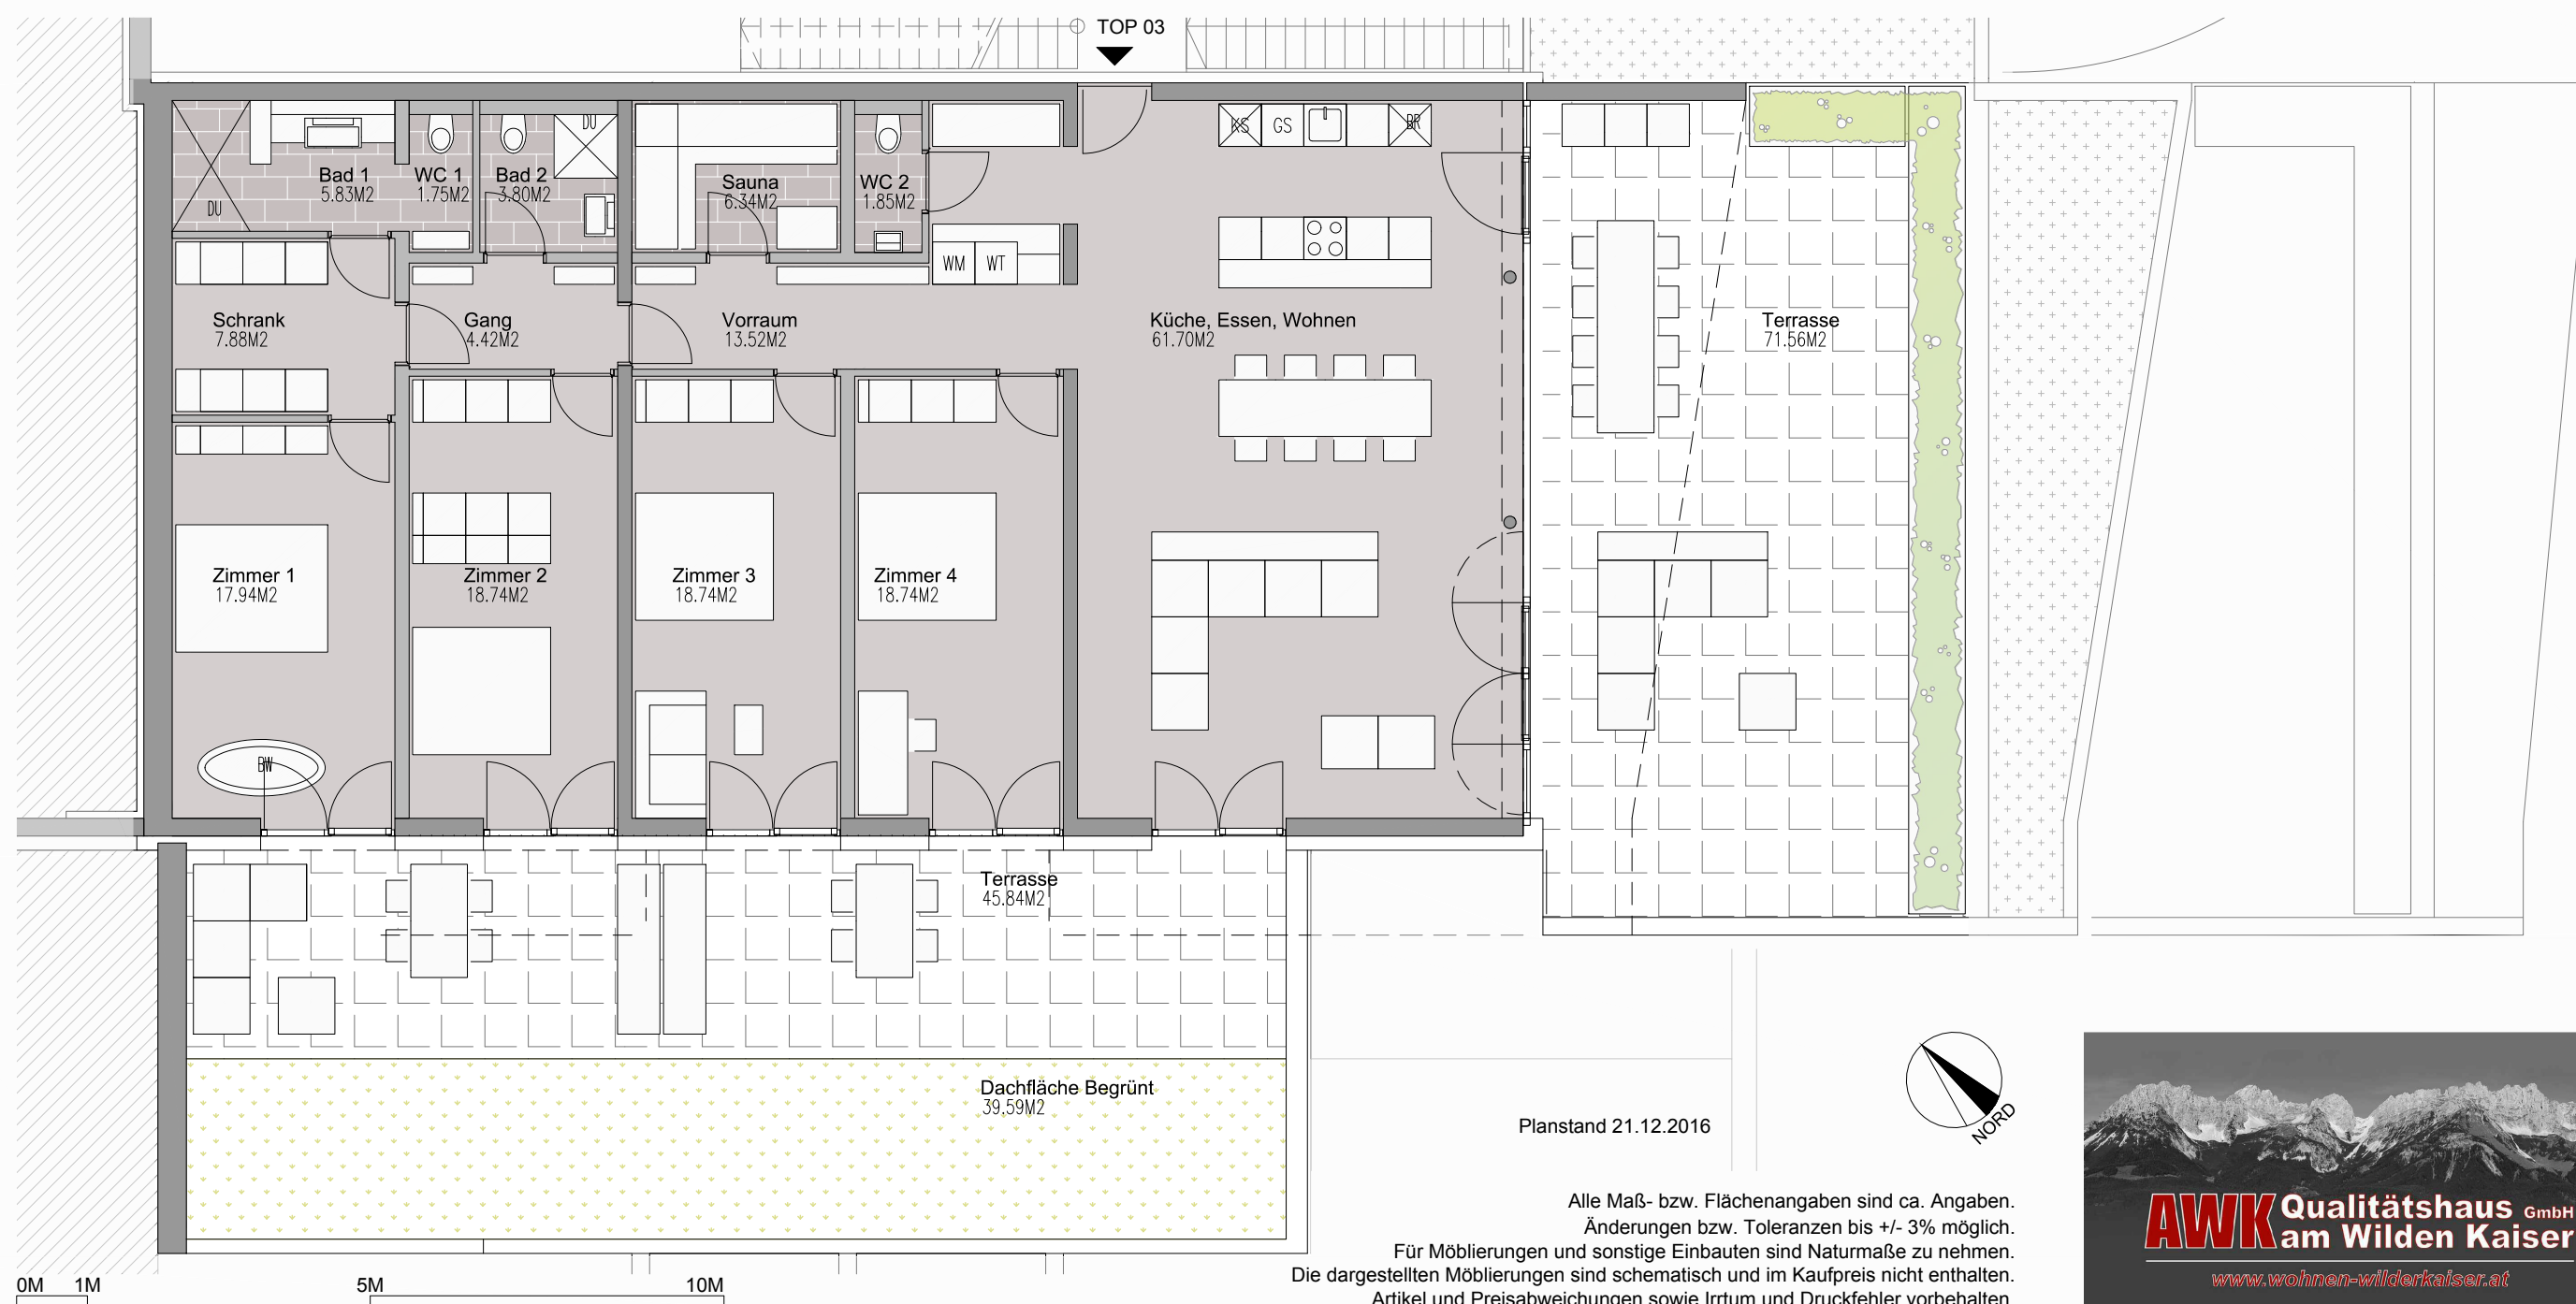 TOP 03
DU
Bad 1
5.83M2
DU
WC 1
1.75M2
Bad 2
3.80M2
DU
Sauna
6.34M2
WC 2
1.85M2
WM
WT
KS
GS
BR
Schrank
7.88M2
Gang
4.42M2
Vorraum
13.52M2
Küche, Essen, Wohnen
61.70M2
Terrasse
71.56M2
Zimmer 1
17.94M2
Zimmer 2
18.74M2
Zimmer 3
18.74M2
Zimmer 4
18.74M2
BW
Terrasse
45.84M2
Dachfläche Begrünt
39.59M2
Planstand 21.12.2016
NORD
Alle Maß- bzw. Flächenangaben sind ca. Angaben.
Änderungen bzw. Toleranzen bis +/- 3% möglich.
Für Möblierungen und sonstige Einbauten sind Naturmaße zu nehmen.
Die dargestellten Möblierungen sind schematisch und im Kaufpreis nicht enthalten.
Artikel und Preisabweichungen sowie Irrtum und Druckfehler vorbehalten.
0M 1M 5M 10M
AWK Qualitätshaus GmbH
am Wilden Kaiser
www.wohnen-wilderkaiser.at